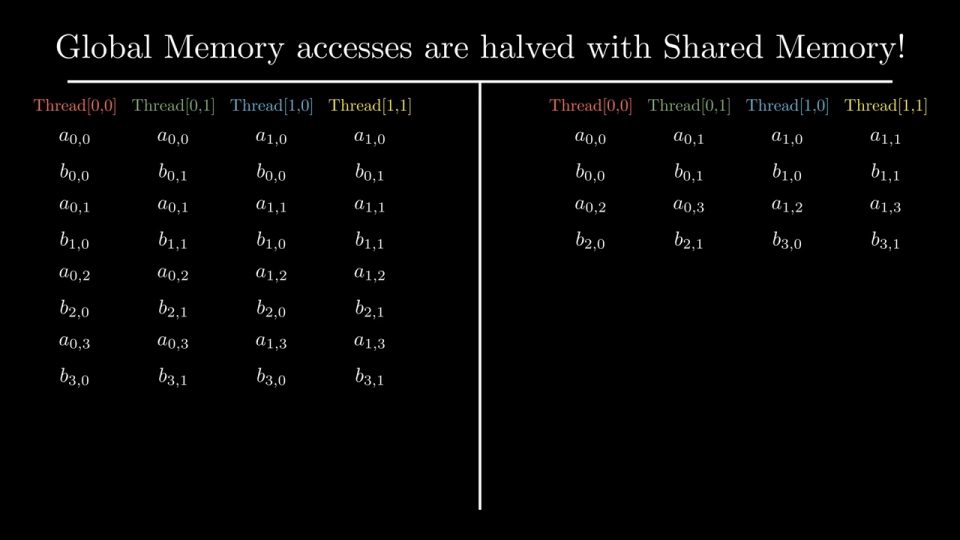 Global Memory accesses are halved with Shared Memory!
Thread[0,0] Thread[0,1] Thread[1,0] Thread[1,1]
a0,0 a0,0 a1,0 a1,0
b0,0 b0,1 b0,0 b0,1
a0,1 a0,1 a1,1 a1,1
b1,0 b1,1 b1,0 b1,1
a0,2 a0,2 a1,2 a1,2
b2,0 b2,1 b2,0 b2,1
a0,3 a0,3 a1,3 a1,3
b3,0 b3,1 b3,0 b3,1
Thread[0,0] Thread[0,1] Thread[1,0] Thread[1,1]
a0,0 a0,1 a1,0 a1,1
b0,0 b0,1 b1,0 b1,1
a0,2 a0,3 a1,2 a1,3
b2,0 b2,1 b3,0 b3,1